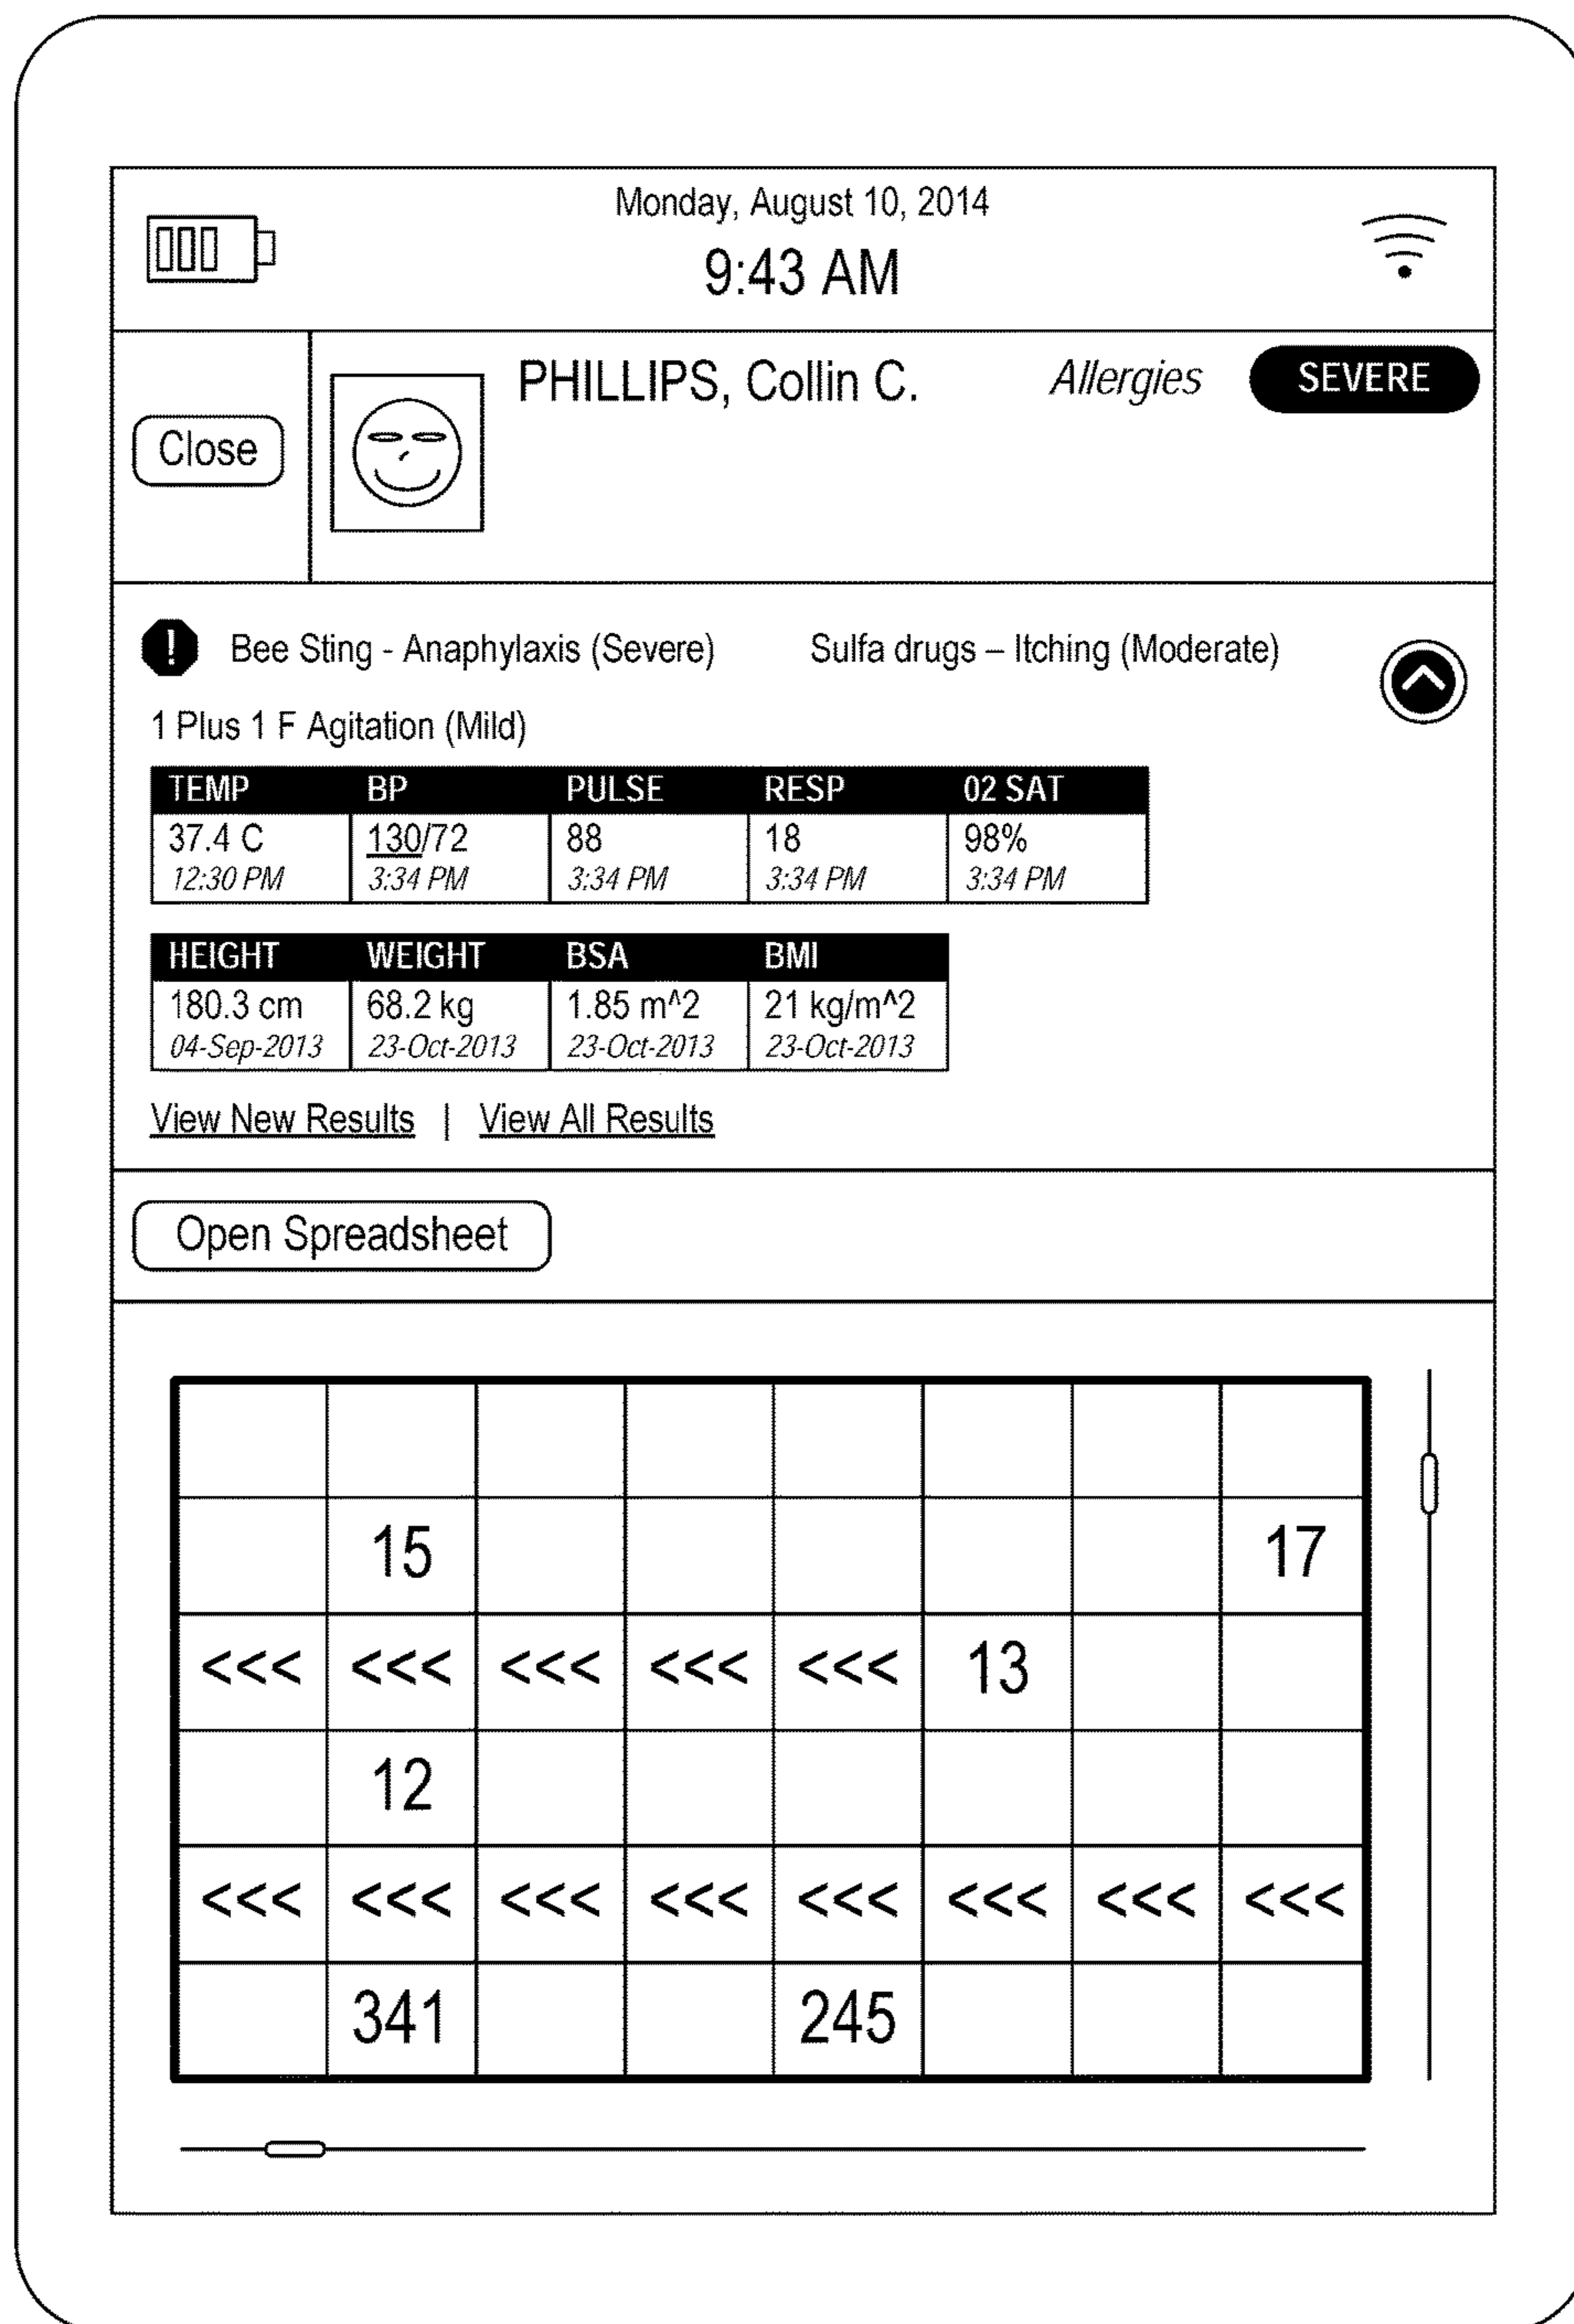 Monday, August 10, 2014
9:43 AM
Close
PHILLIPS, Collin C. Allergies SEVERE
! Bee Sting - Anaphylaxis (Severe) Sulfa drugs – Itching (Moderate)
1 Plus 1 F Agitation (Mild)
TEMP BP PULSE RESP 02 SAT
37.4 C 130/72 88 18 98%
12:30 PM 3:34 PM 3:34 PM 3:34 PM 3:34 PM
HEIGHT WEIGHT BSA BMI
180.3 cm 68.2 kg 1.85 m^2 21 kg/m^2
04-Sep-2013 23-Oct-2013 23-Oct-2013 23-Oct-2013
View New Results | View All Results
Open Spreadsheet
15 17
<<< <<< <<< <<< <<< 13
12
<<< <<< <<< <<< <<< <<< <<< <<<
341 245